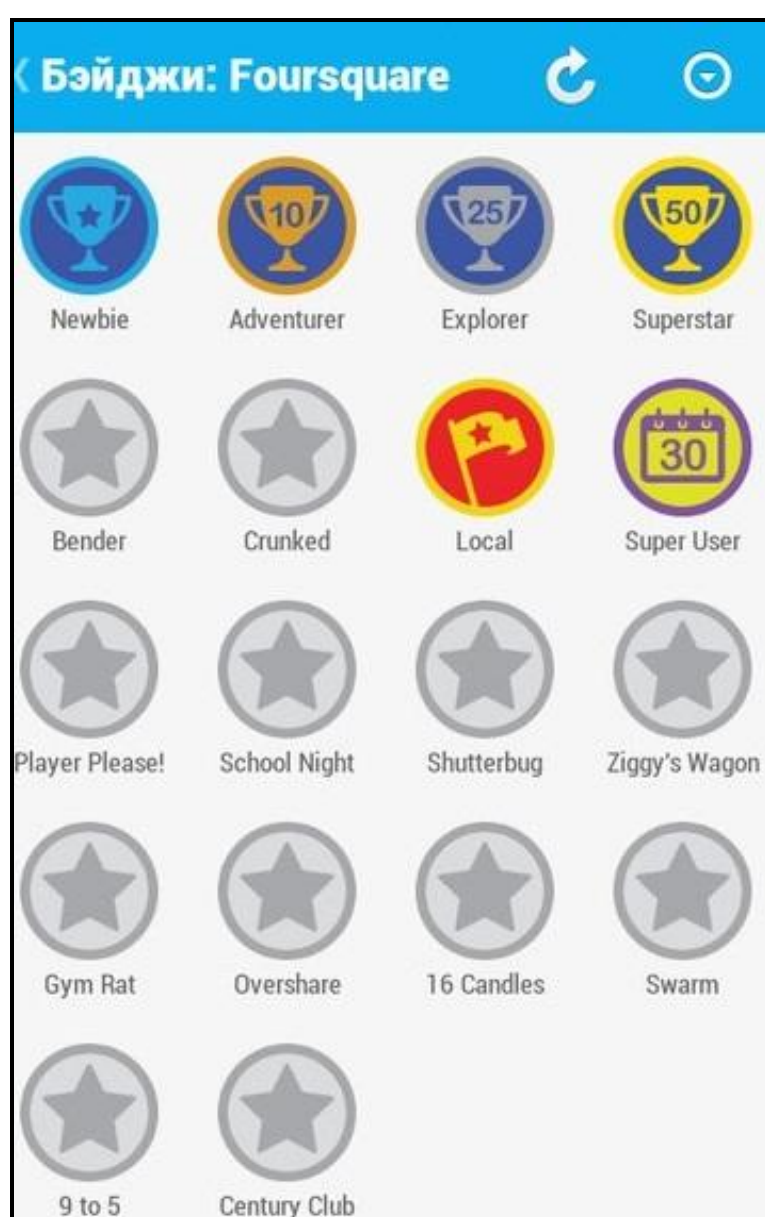 Бэйджи: Foursquare
10 25 50
Newbie Adventurer Explorer Superstar
30
Bender Crunked Local Super User
Player Please! School Night Shutterbug Ziggy's Wagon
Gym Rat Overshare 16 Candles Swarm
9 to 5 Century Club